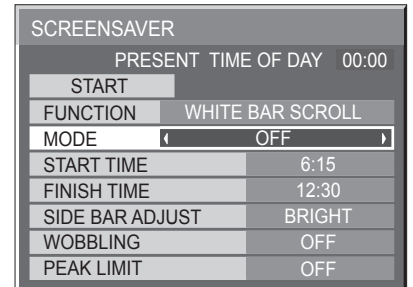 SCREENSAVER
PRESENT TIME OF DAY 00:00
START
FUNCTION WHITE BAR SCROLL
MODE OFF
START TIME 6:15
FINISH TIME 12:30
SIDE BAR ADJUST BRIGHT
WOBBLING OFF
PEAK LIMIT OFF